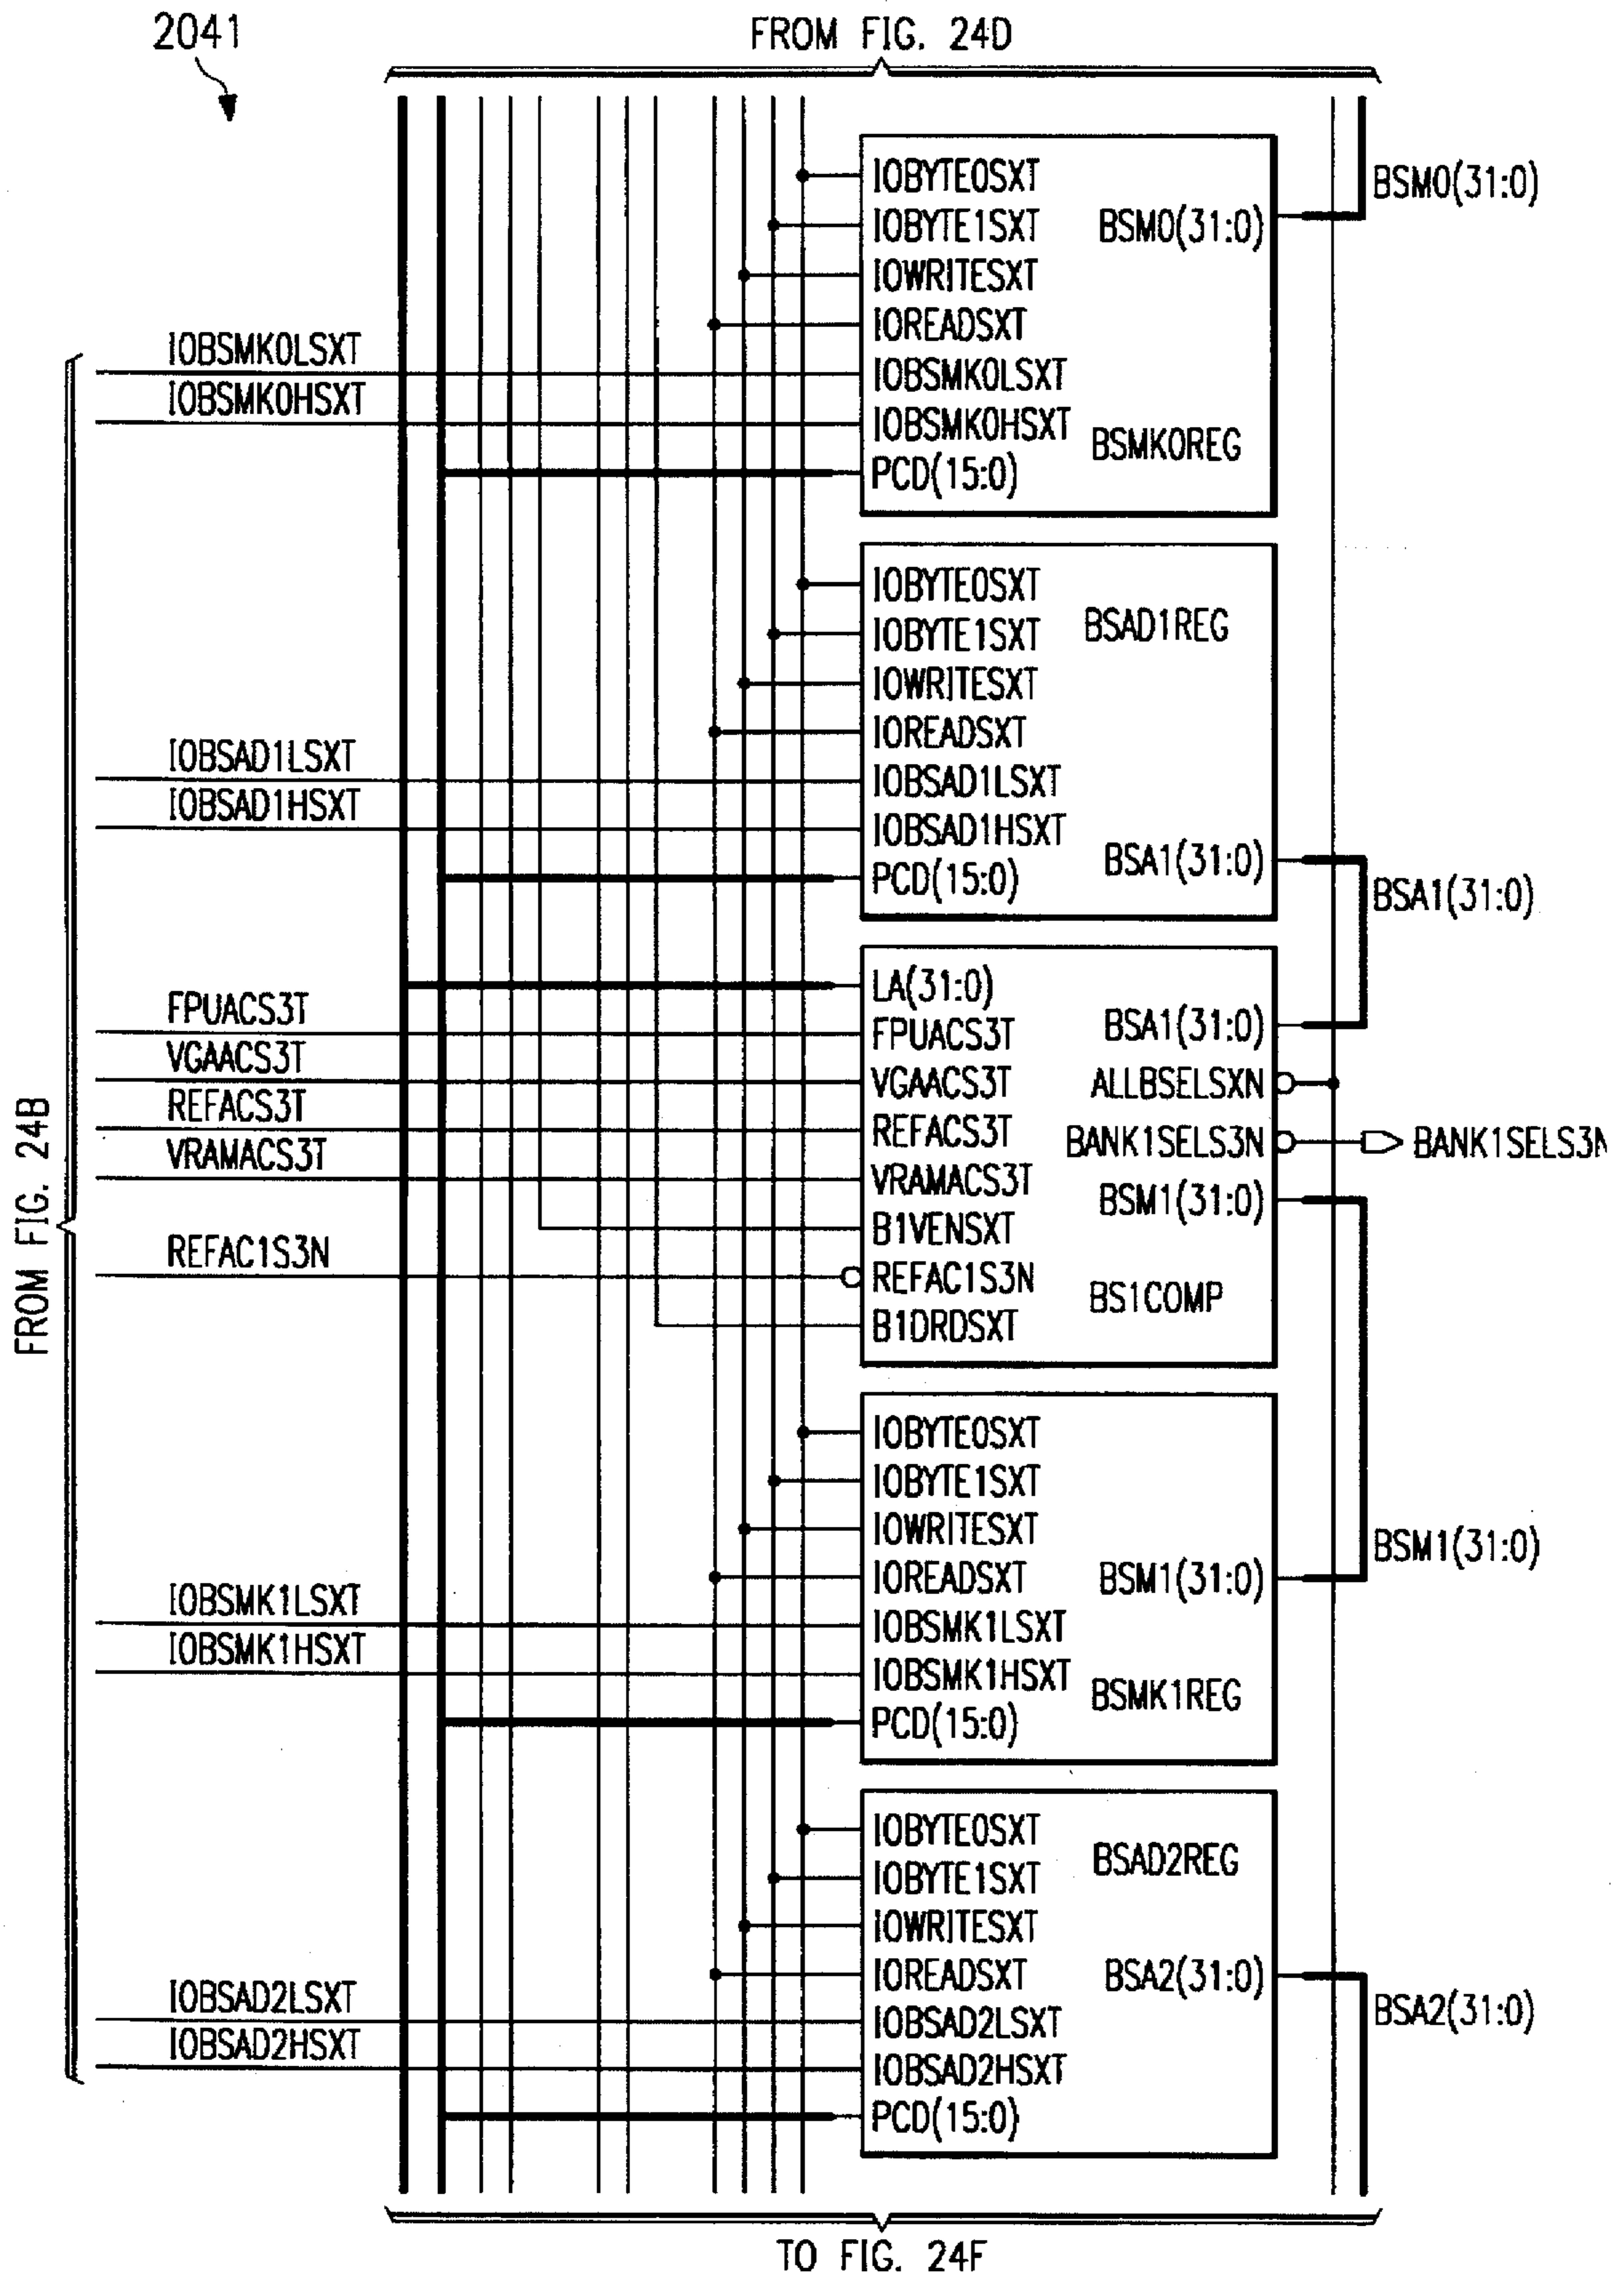 2041
FROM FIG. 24D
IOBYTE0SXT
IOBYTE1SXT
BSM0(31:0)
BSM0(31:0)
IOWRITESXT
IOREADSXT
IOBSMK0LSXT
IOBSMK0LSXT
IOBSMK0HSXT
IOBSMK0HSXT
BSMK0REG
PCD(15:0)
IOBYTE0SXT
BSAD1REG
IOBYTE1SXT
IOWRITESXT
IOREADSXT
IOBSAD1LSXT
IOBSAD1LSXT
IOBSAD1HSXT
IOBSAD1HSXT
BSA1(31:0)
PCD(15:0)
BSA1(31:0)
LA(31:0)
FPUACS3T
FPUACS3T
BSA1(31:0)
VGAACS3T
VGAACS3T
ALLBSELSXN
REFACS3T
REFACS3T
BANK1SELS3N
BANK1SELS3N
VRAMACS3T
VRAMACS3T
BSM1(31:0)
B1VENSXT
REFAC1S3N
REFAC1S3N
BS1COMP
B1DRDSXT
FROM FIG. 24B
IOBYTE0SXT
IOBYTE1SXT
IOWRITESXT
BSM1(31:0)
IOREADSXT
BSM1(31:0)
IOBSMK1LSXT
IOBSMK1LSXT
IOBSMK1HSXT
IOBSMK1HSXT
BSMK1REG
PCD(15:0)
IOBYTE0SXT
BSAD2REG
IOBYTE1SXT
IOWRITESXT
IOREADSXT
BSA2(31:0)
BSA2(31:0)
IOBSAD2LSXT
IOBSAD2LSXT
IOBSAD2HSXT
IOBSAD2HSXT
PCD(15:0)
TO FIG. 24F